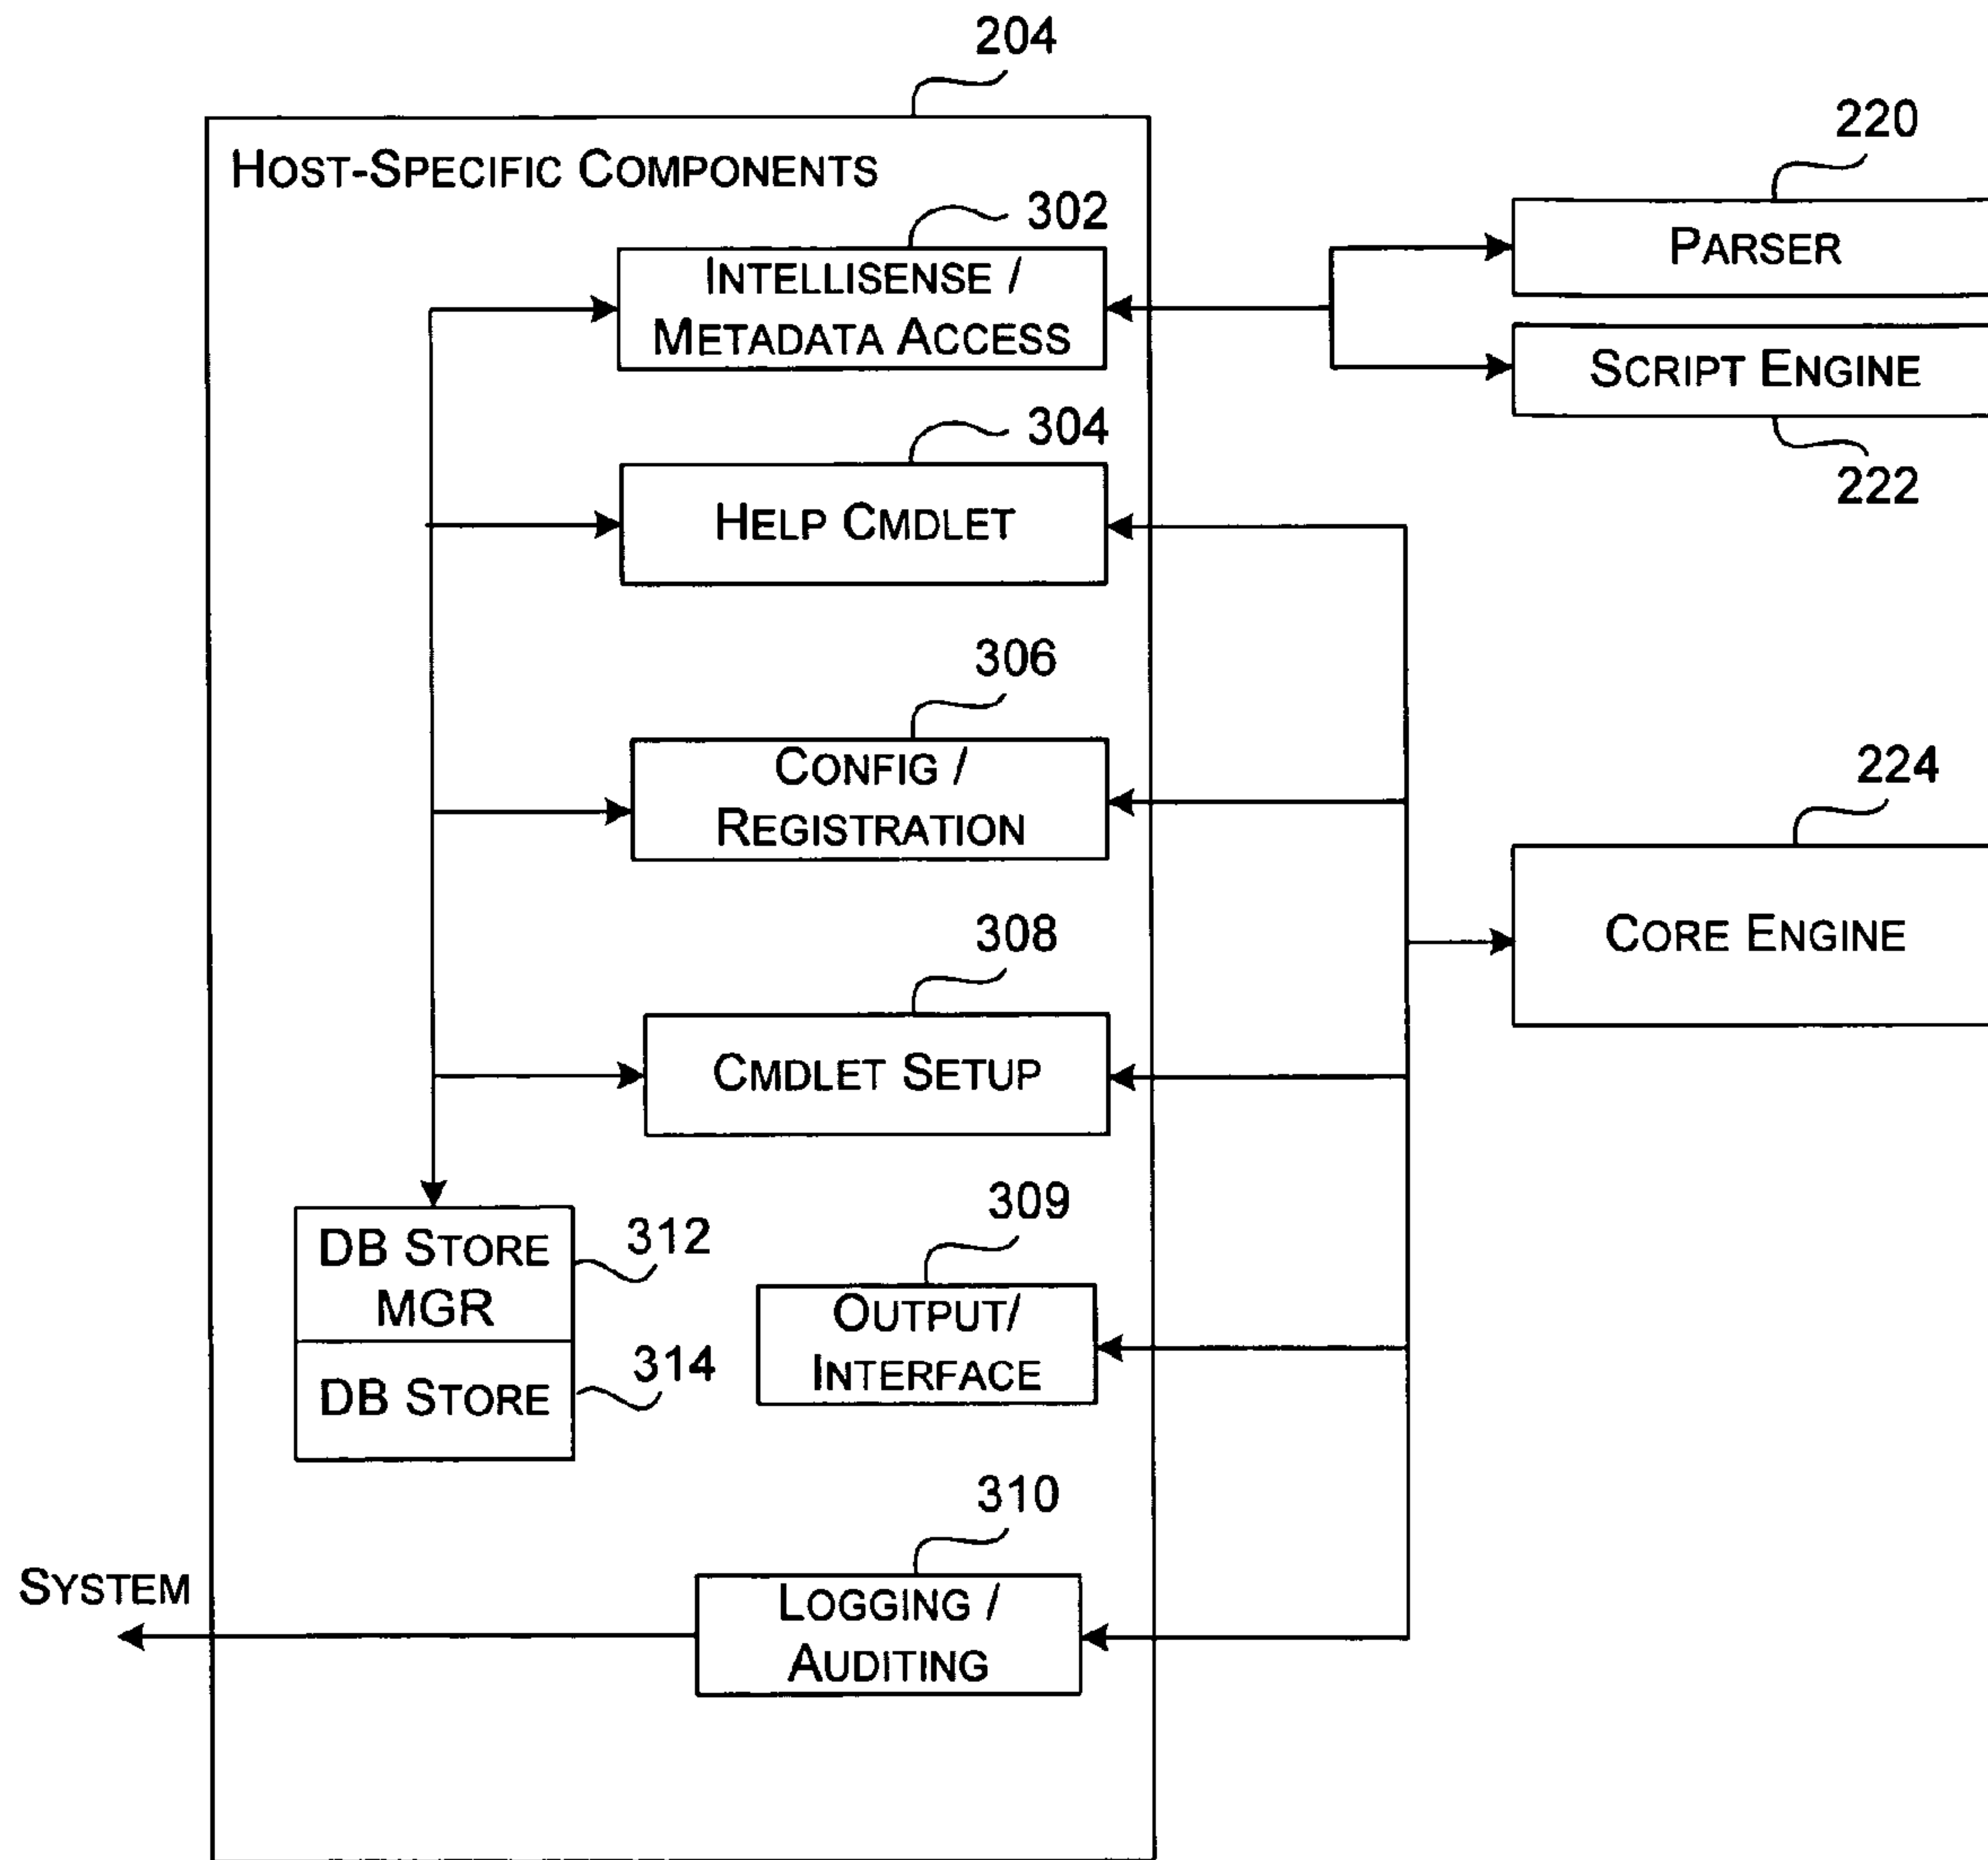 204
HOST-SPECIFIC COMPONENTS
220
PARSER
302
INTELLISENSE /
METADATA ACCESS
SCRIPT ENGINE
222
304
HELP CMDLET
306
CONFIG /
REGISTRATION
224
CORE ENGINE
308
CMDLET SETUP
309
OUTPUT/
INTERFACE
DB STORE
MGR
312
DB STORE
314
310
LOGGING /
AUDITING
SYSTEM